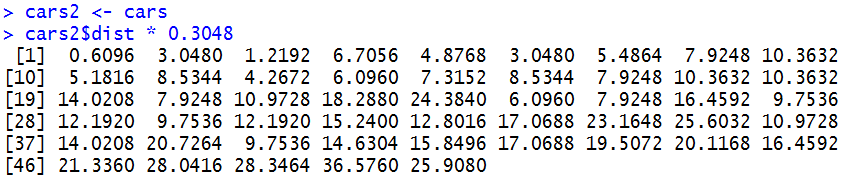 > cars2 <- cars
> cars2$dist * 0.3048
[1] 0.6096 3.0480 1.2192 6.7056 4.8768 3.0480 5.4864 7.9248 10.3632
[10] 5.1816 8.5344 4.2672 6.0960 7.3152 8.5344 7.9248 10.3632 10.3632
[19] 14.0208 7.9248 10.9728 18.2880 24.3840 6.0960 7.9248 16.4592 9.7536
[28] 12.1920 9.7536 12.1920 15.2400 12.8016 17.0688 23.1648 25.6032 10.9728
[37] 14.0208 20.7264 9.7536 14.6304 15.8496 17.0688 19.5072 20.1168 16.4592
[46] 21.3360 28.0416 28.3464 36.5760 25.9080